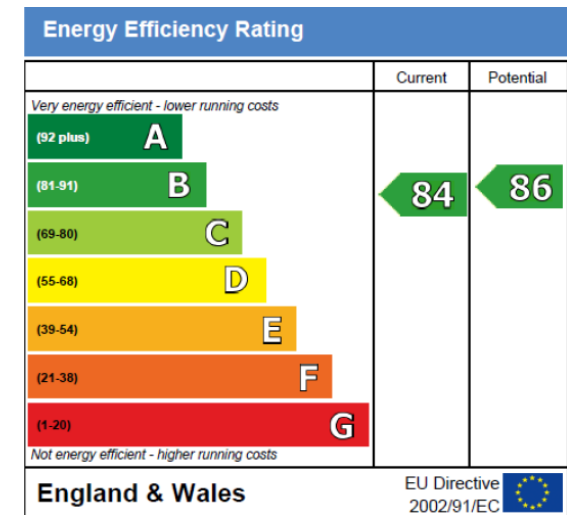 Energy Efficiency Rating
Current Potential
Very energy efficient - lower running costs
(92 plus) A
(81-91) B 84 86
(69-80) C
(55-68) D
(39-54) E
(21-38) F
(1-20) G
Not energy efficient - higher running costs
England & Wales
EU Directive
2002/91/EC